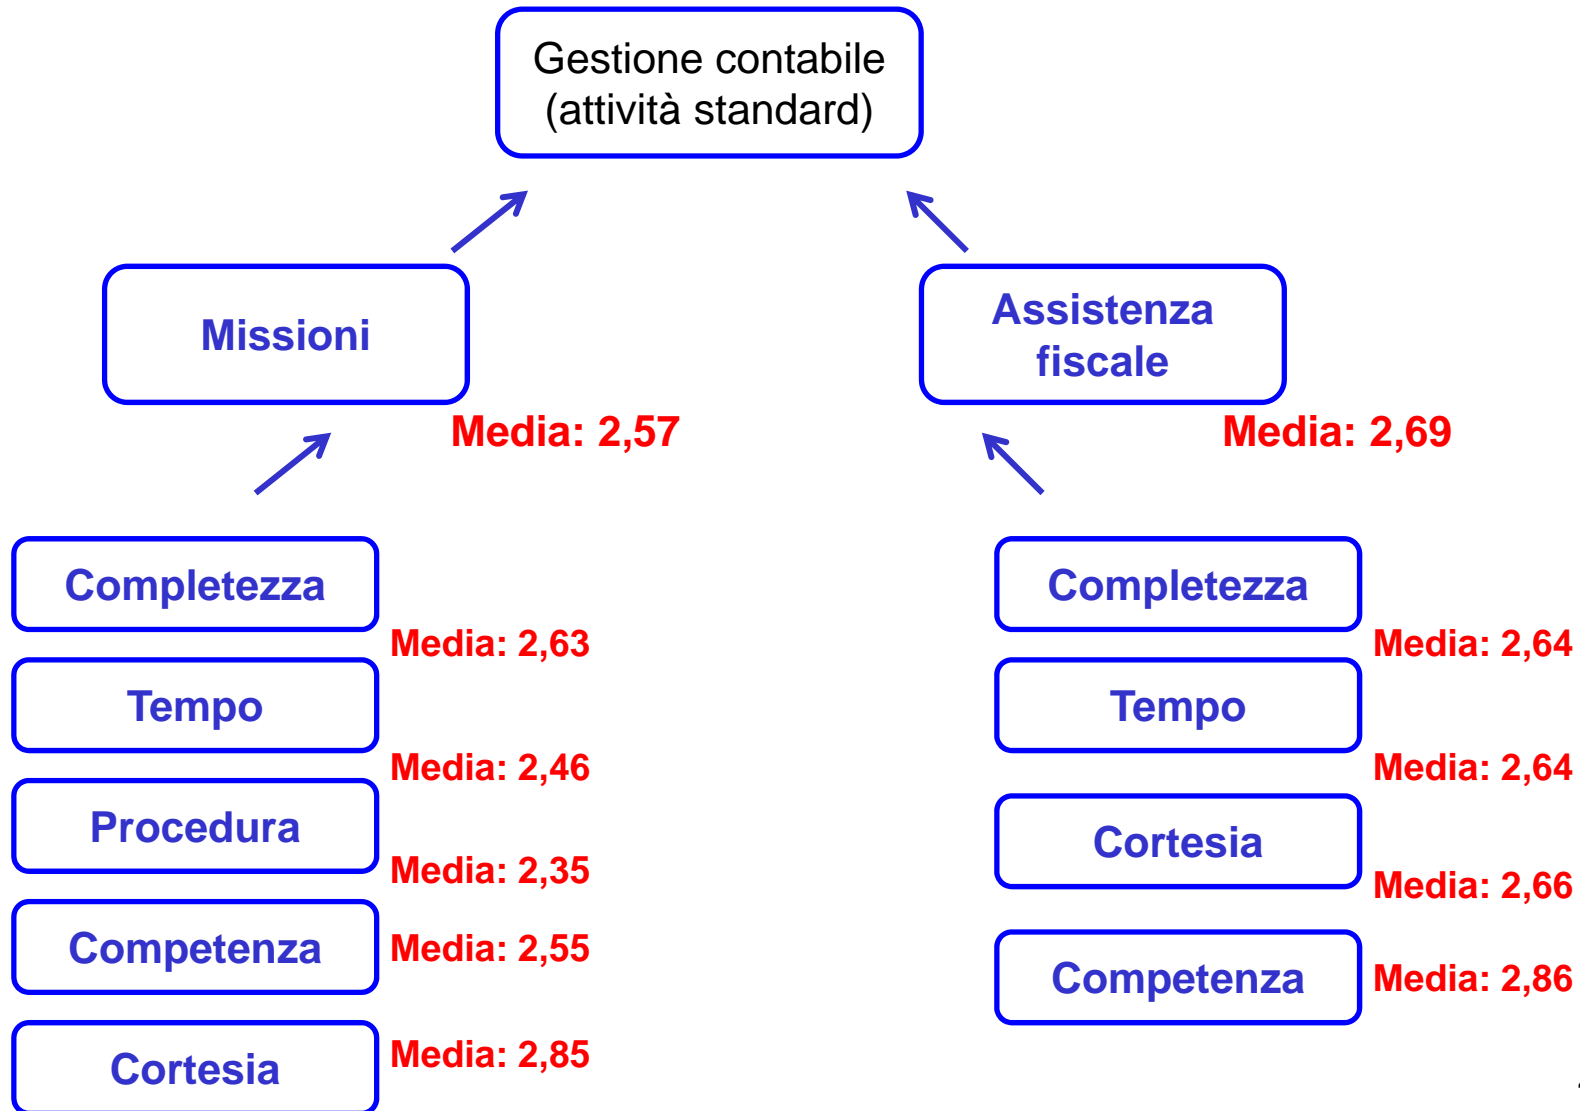 Gestione contabile
(attività standard)
Missioni
Assistenza
fiscale
Media: 2,57
Media: 2,69
Completezza
Media: 2,63
Tempo
Media: 2,46
Procedura
Media: 2,35
Competenza
Media: 2,55
Cortesia
Media: 2,85
Completezza
Media: 2,64
Tempo
Media: 2,64
Cortesia
Media: 2,66
Competenza
Media: 2,86